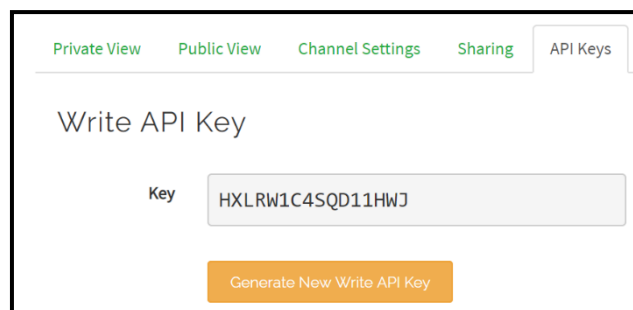 Private View Public View Channel Settings Sharing API Keys
Write API Key
Key HXLRW1C4SQD11HWJ
Generate New Write API Key